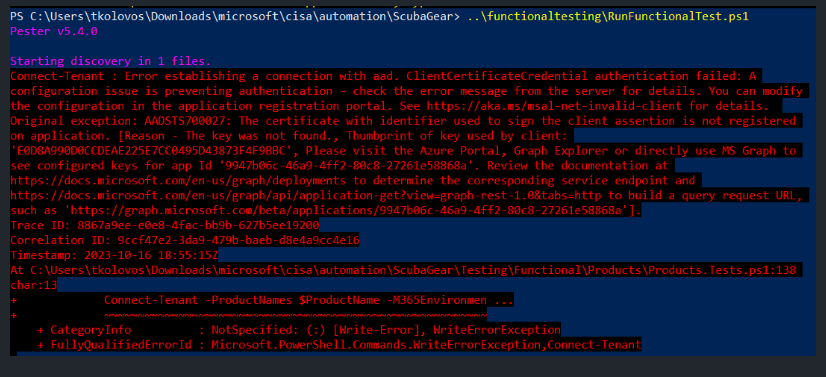 PS C:\Users\tkolovos\Downloads\microsoft\cisa\automation\ScubaGear> ..\functionaltesting\RunFunctionalTest.ps1
Pester v5.4.0
Starting discovery in 1 files.
Connect-Tenant : Error establishing a connection with aad. ClientCertificateCredential authentication failed: A
configuration issue is preventing authentication - check the error message from the server for details. You can modify
the configuration in the application registration portal. See https://aka.ms/msal-net-invalid-client for details.
Original exception: AADSTS700027: The certificate with identifier used to sign the client assertion is not registered
on application. [Reason - The key was not found., Thumbprint of key used by client:
'E0D8A990D0CCDEAE225E7CC0495D43873F4F90BC', Please visit the Azure Portal, Graph Explorer or directly use MS Graph to
see configured keys for app Id '9947b06c-46a9-4ff2-80c8-27261e58868a'. Review the documentation at
https://docs.microsoft.com/en-us/graph/deployments to determine the corresponding service endpoint and
https://docs.microsoft.com/en-us/graph/api/application-get?view=graph-rest-1.0&tabs=http to build a query request URL,
such as 'https://graph.microsoft.com/beta/applications/9947b06c-46a9-4ff2-80c8-27261e58868a'].
Trace ID: 8867a9ee-e0e8-4fac-bb9b-627b5ee19200
Correlation ID: 9ccf47e2-3da9-479b-baeb-d8e4a9cc4e16
Timestamp: 2023-10-16 18:55:15Z
At C:\Users\tkolovos\Downloads\microsoft\cisa\automation\ScubaGear\Testing\Functional\Products\Products.Tests.ps1:138
char:13
+             Connect-Tenant -ProductNames $ProductName -M365Environmen ...
+             ~~~~~~~~~~~~~~~~~~~~~~~~~~~~~~~~~~~~~~~~~~~~~~~~~~~~~~~~~
    + CategoryInfo          : NotSpecified: (:) [Write-Error], WriteErrorException
    + FullyQualifiedErrorId : Microsoft.PowerShell.Commands.WriteErrorException,Connect-Tenant